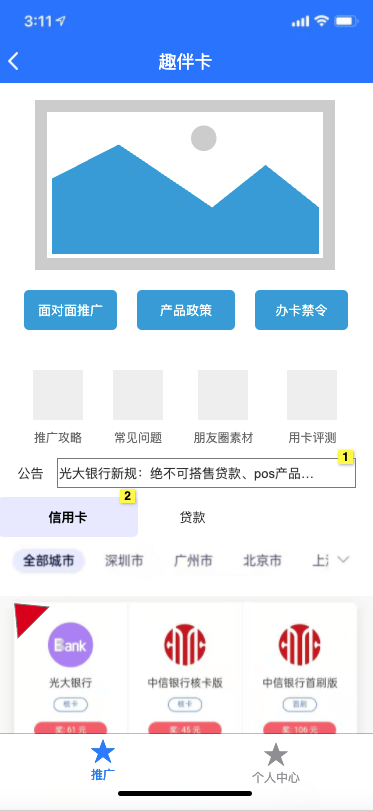 3:11
趣伴卡
面对面推广 产品政策 办卡禁令
推广攻略 常见问题 朋友圈素材 用卡评测
1
公告 光大银行新规：绝不可搭售贷款、pos产品...
2
信用卡 贷款
全部城市 深圳市 广州市 北京市 上
Bank
光大银行 中信银行核卡版 中信银行首刷版
核卡 核卡 首刷
奖: 61 元 奖: 45 元 奖: 106 元
推广 个人中心